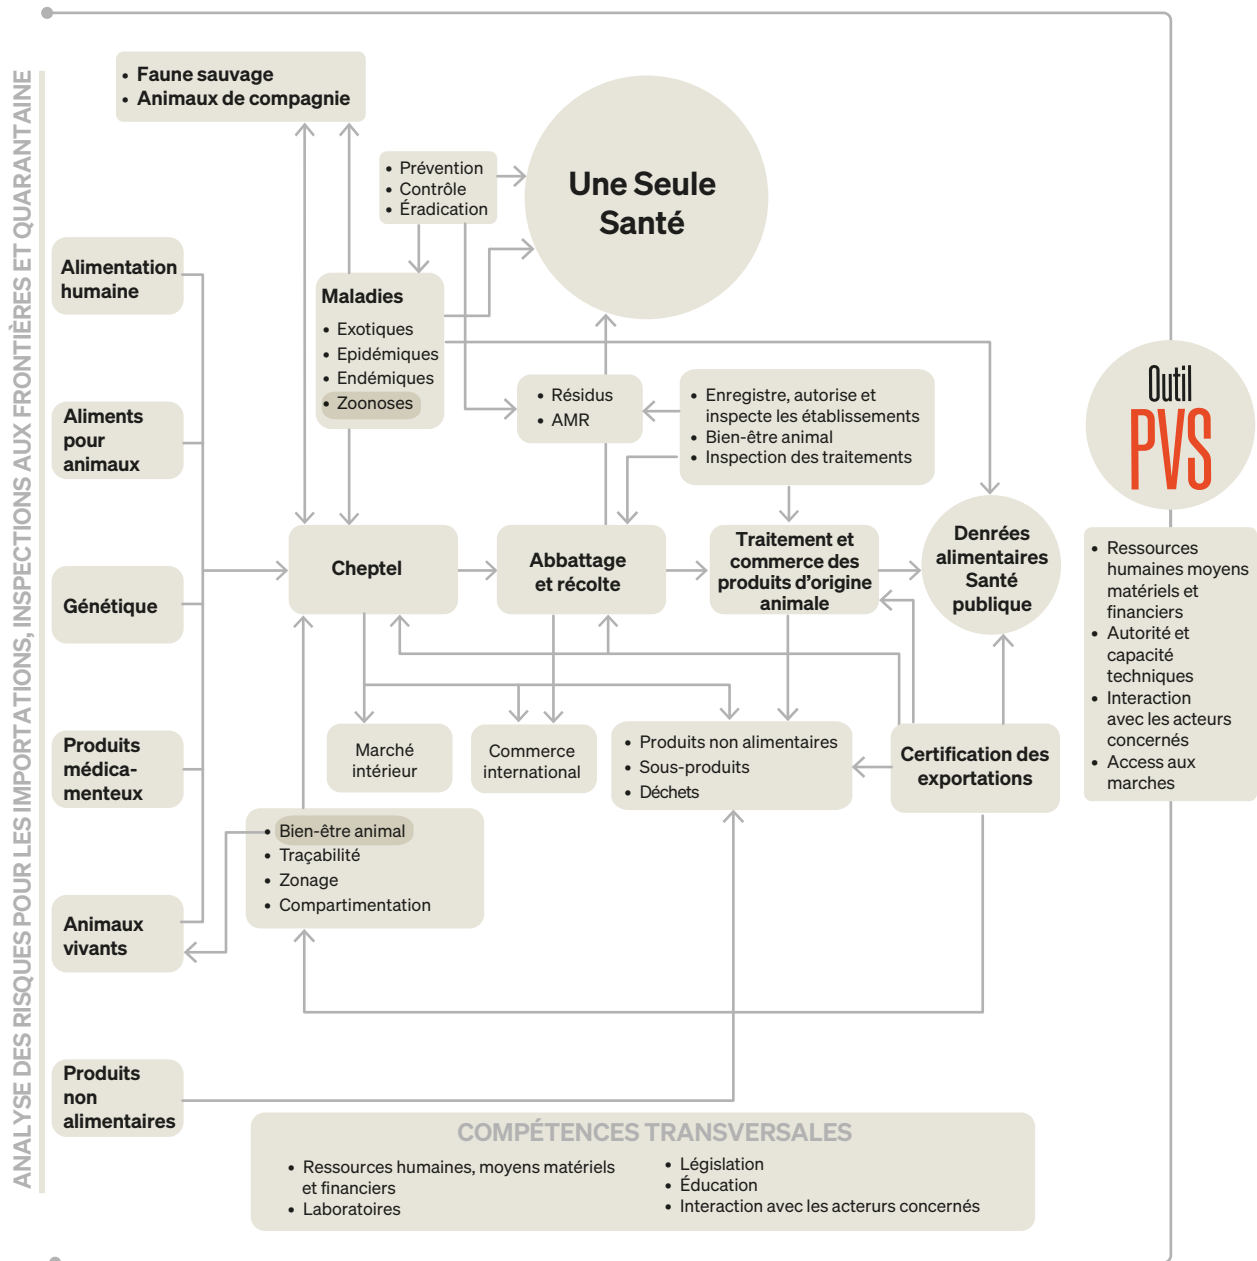 ANALYSE DES RISQUES POUR LES IMPORTATIONS, INSPECTIONS AUX FRONTIÈRES ET QUARANTAINE
• Faune sauvage
• Animaux de compagnie
• Prévention
• Contrôle
• Éradication
Une Seule
Santé
Alimentation
humaine
Maladies
• Exotiques
• Epidémiques
• Endémiques
• Zoonoses
Aliments
pour
animaux
• Résidus
• AMR
• Enregistre, autorise et
inspecte les établissements
• Bien-être animal
• Inspection des traitements
Outil
PVS
Génétique
Cheptel
Abbattage
et récolte
Traitement et
commerce des
produits d'origine
animale
Denrées
alimentaires
Santé
publique
• Ressources
humaines moyens
matériels et
financiers
• Autorité et
capacité
techniques
• Interaction
avec les acteurs
concernés
• Access aux
marches
Produits
médica-
menteux
Marché
intérieur
Commerce
international
• Produits non alimentaires
• Sous-produits
• Déchets
Certification des
exportations
• Bien-être animal
• Traçabilité
• Zonage
• Compartimentation
Animaux
vivants
Produits
non
alimentaires
COMPÉTENCES TRANSVERSALES
• Ressources humaines, moyens matériels
et financiers
• Laboratoires
• Législation
• Éducation
• Interaction avec les acterurs concernés